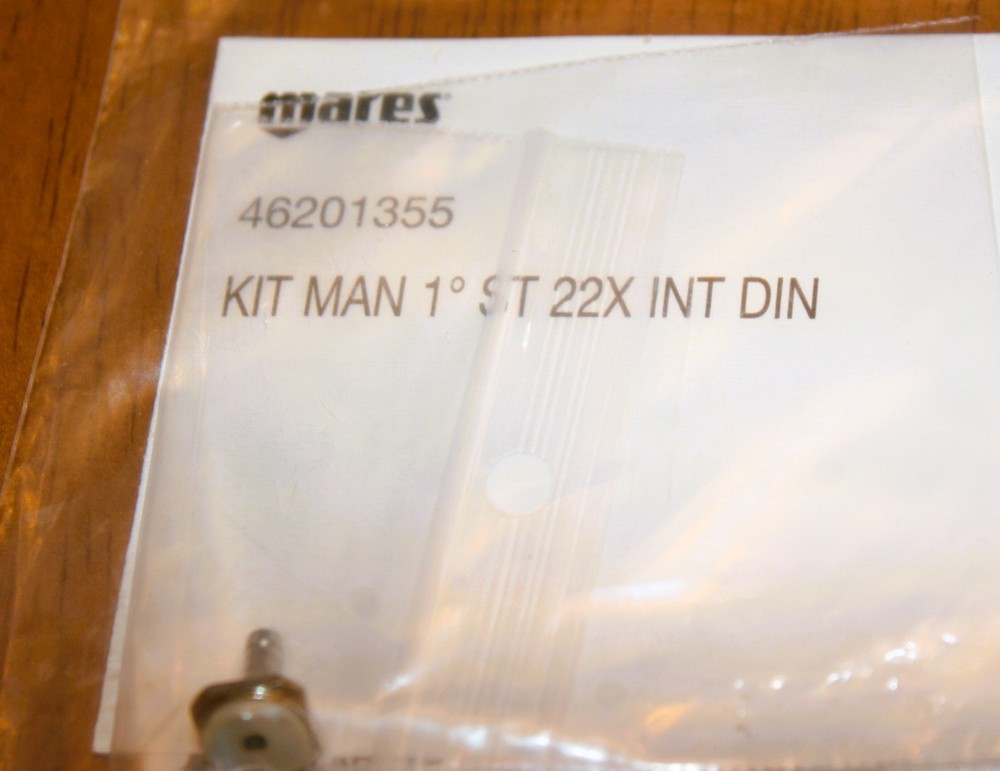 mares
46201355
KIT MAN 1° ST 22X INT DIN